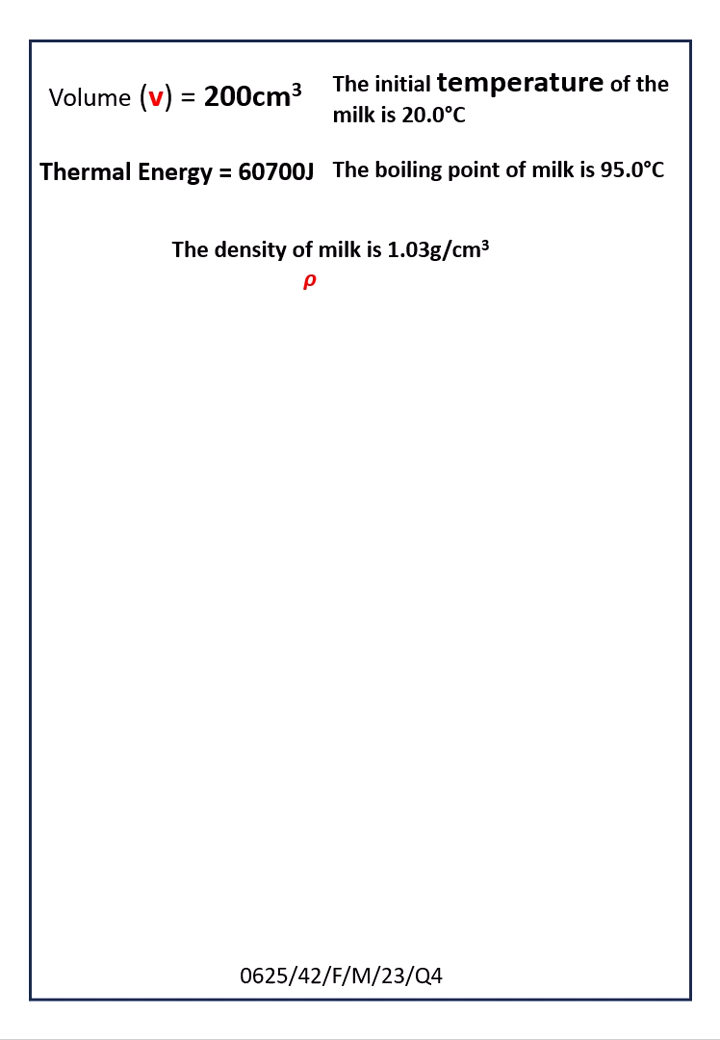 Volume (v) = 200cm³
The initial temperature of the
milk is 20.0°C
Thermal Energy = 60700J
The boiling point of milk is 95.0°C
The density of milk is 1.03g/cm³
ρ
0625/42/F/M/23/Q4